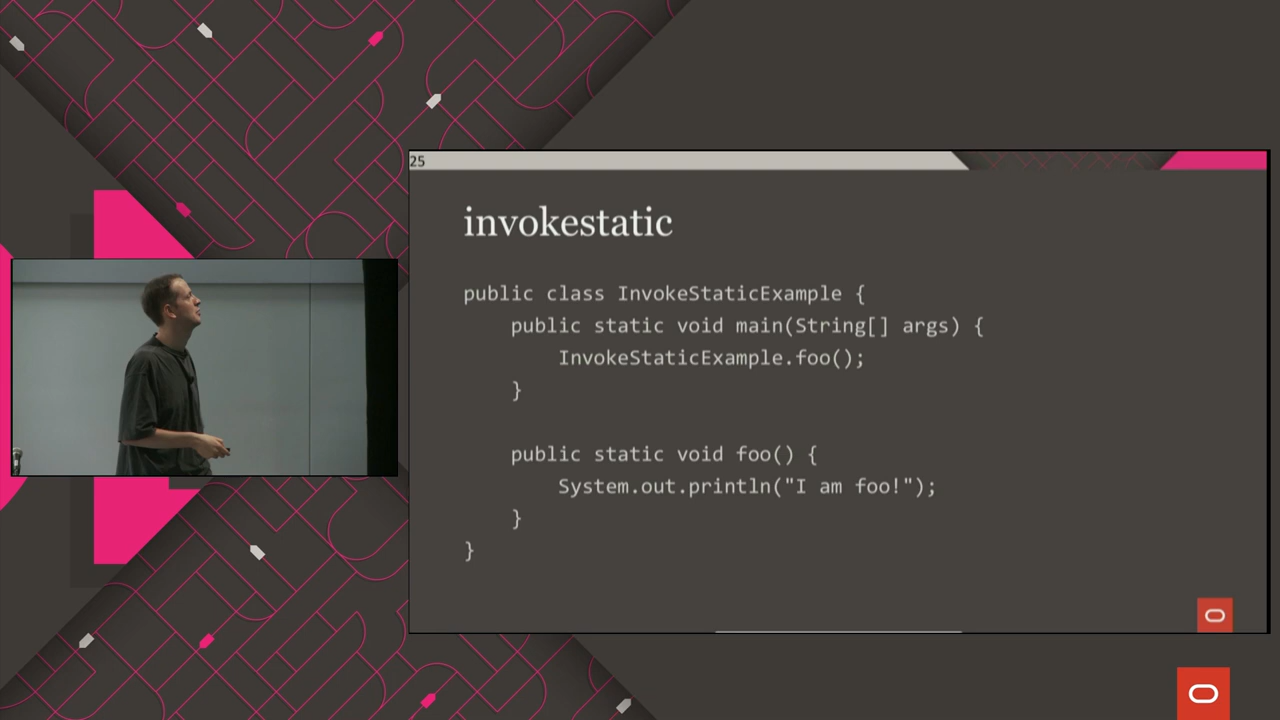 25
invokestatic
public class InvokeStaticExample {
    public static void main(String[] args) {
        InvokeStaticExample.foo();
    }
    public static void foo() {
        System.out.println("I am foo!");
    }
}